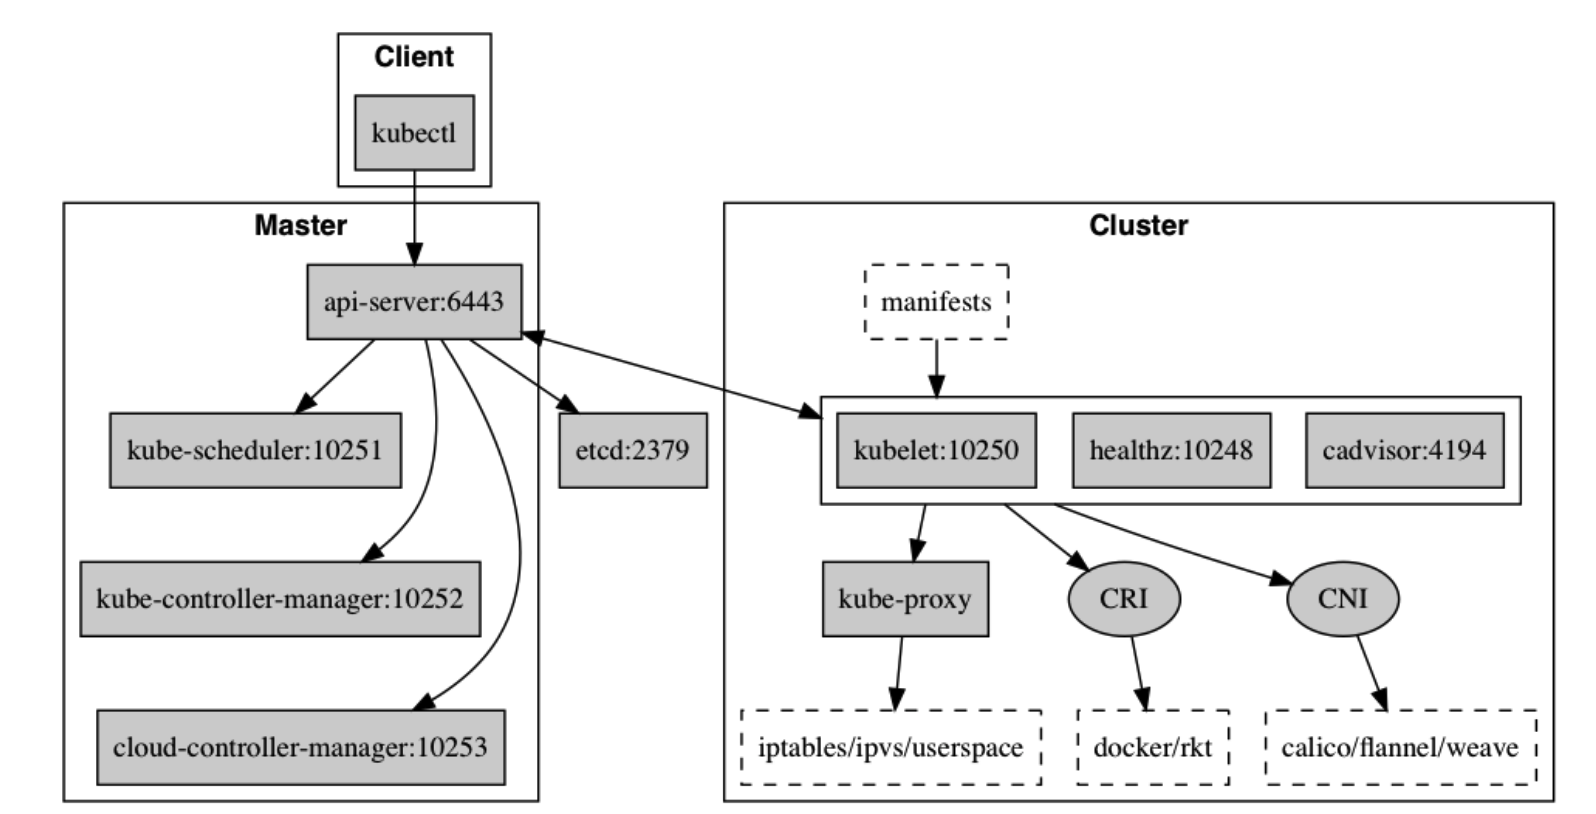 Client
kubectl
Master
Cluster
api-server:6443
manifests
kube-scheduler:10251
etcd:2379
kubelet:10250
healthz:10248
cadvisor:4194
kube-controller-manager:10252
kube-proxy
CRI
CNI
cloud-controller-manager:10253
iptables/ipvs/userspace
docker/rkt
calico/flannel/weave